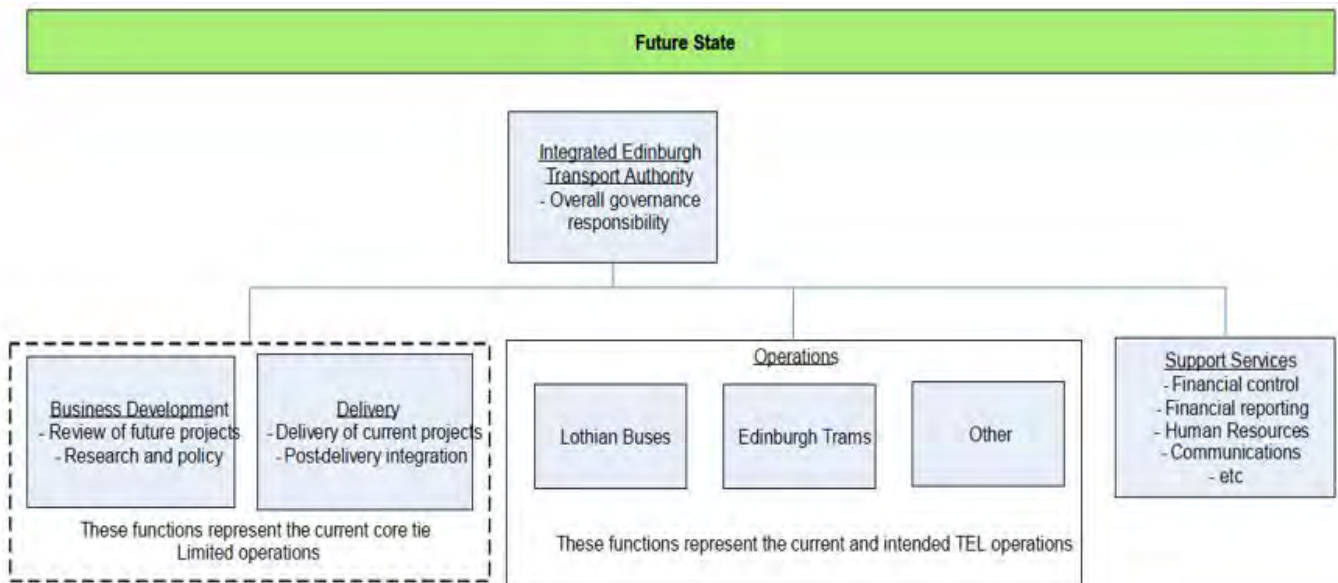 Future State
Integrated Edinburgh
Transport Authority
- Overall governance
responsibility
Business Development
- Review of future projects
- Research and policy
Delivery
- Delivery of current projects
- Post-delivery integration
These functions represent the current core tie
Limited operations
Operations
Lothian Buses
Edinburgh Trams
Other
These functions represent the current and intended TEL operations
Support Services
- Financial control
- Financial reporting
- Human Resources
- Communications
- etc